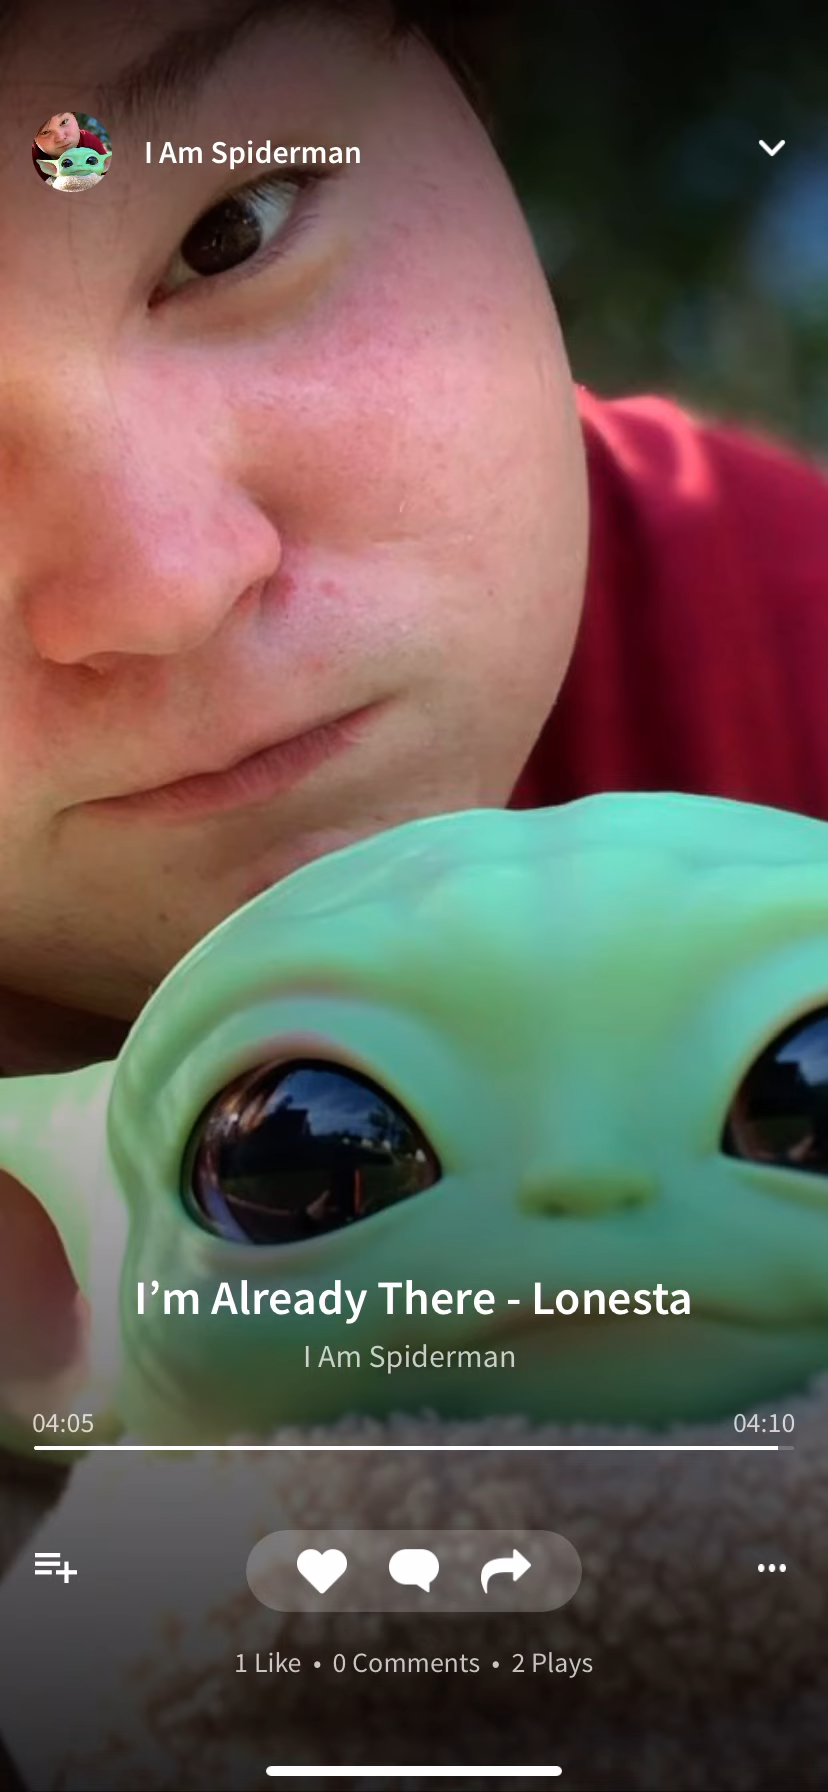 I Am Spiderman
I’m Already There - Lonesta
I Am Spiderman
04:05 04:10
1 Like • 0 Comments • 2 Plays